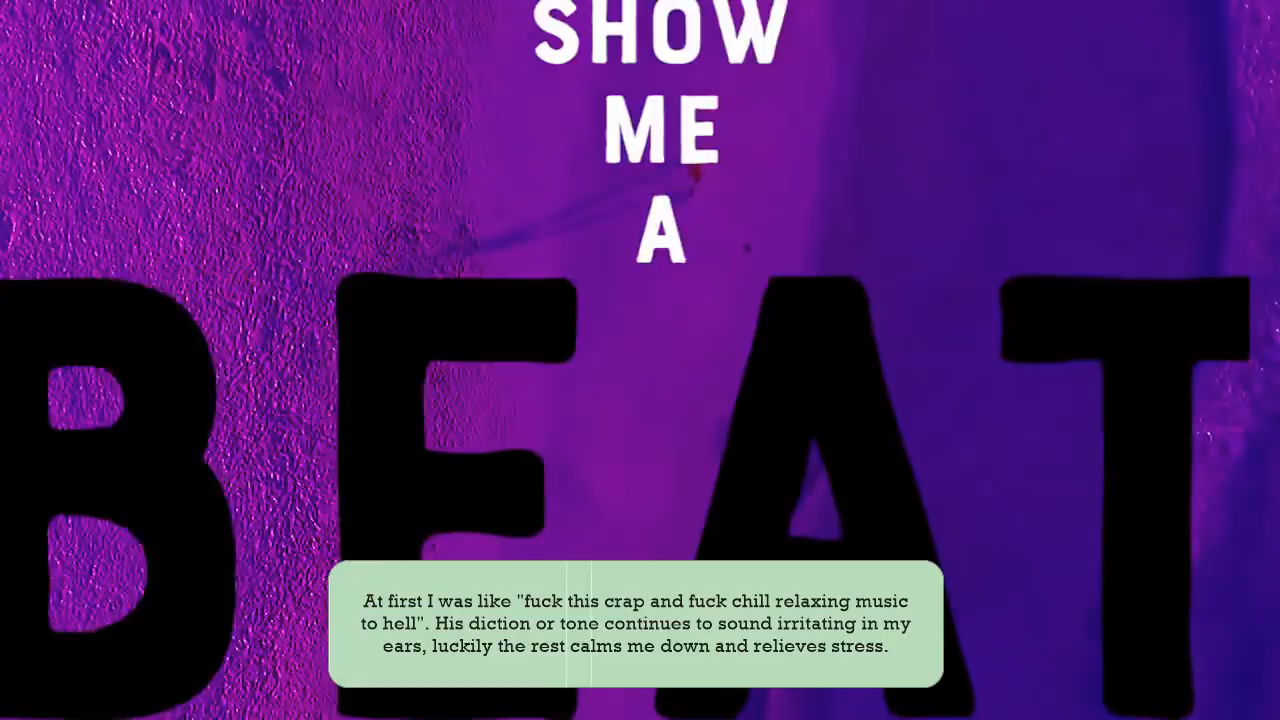 SHOW
ME
A
BEAT
At first I was like "fuck this crap and fuck chill relaxing music
to hell". His diction or tone continues to sound irritating in my
ears, luckily the rest calms me down and relieves stress.